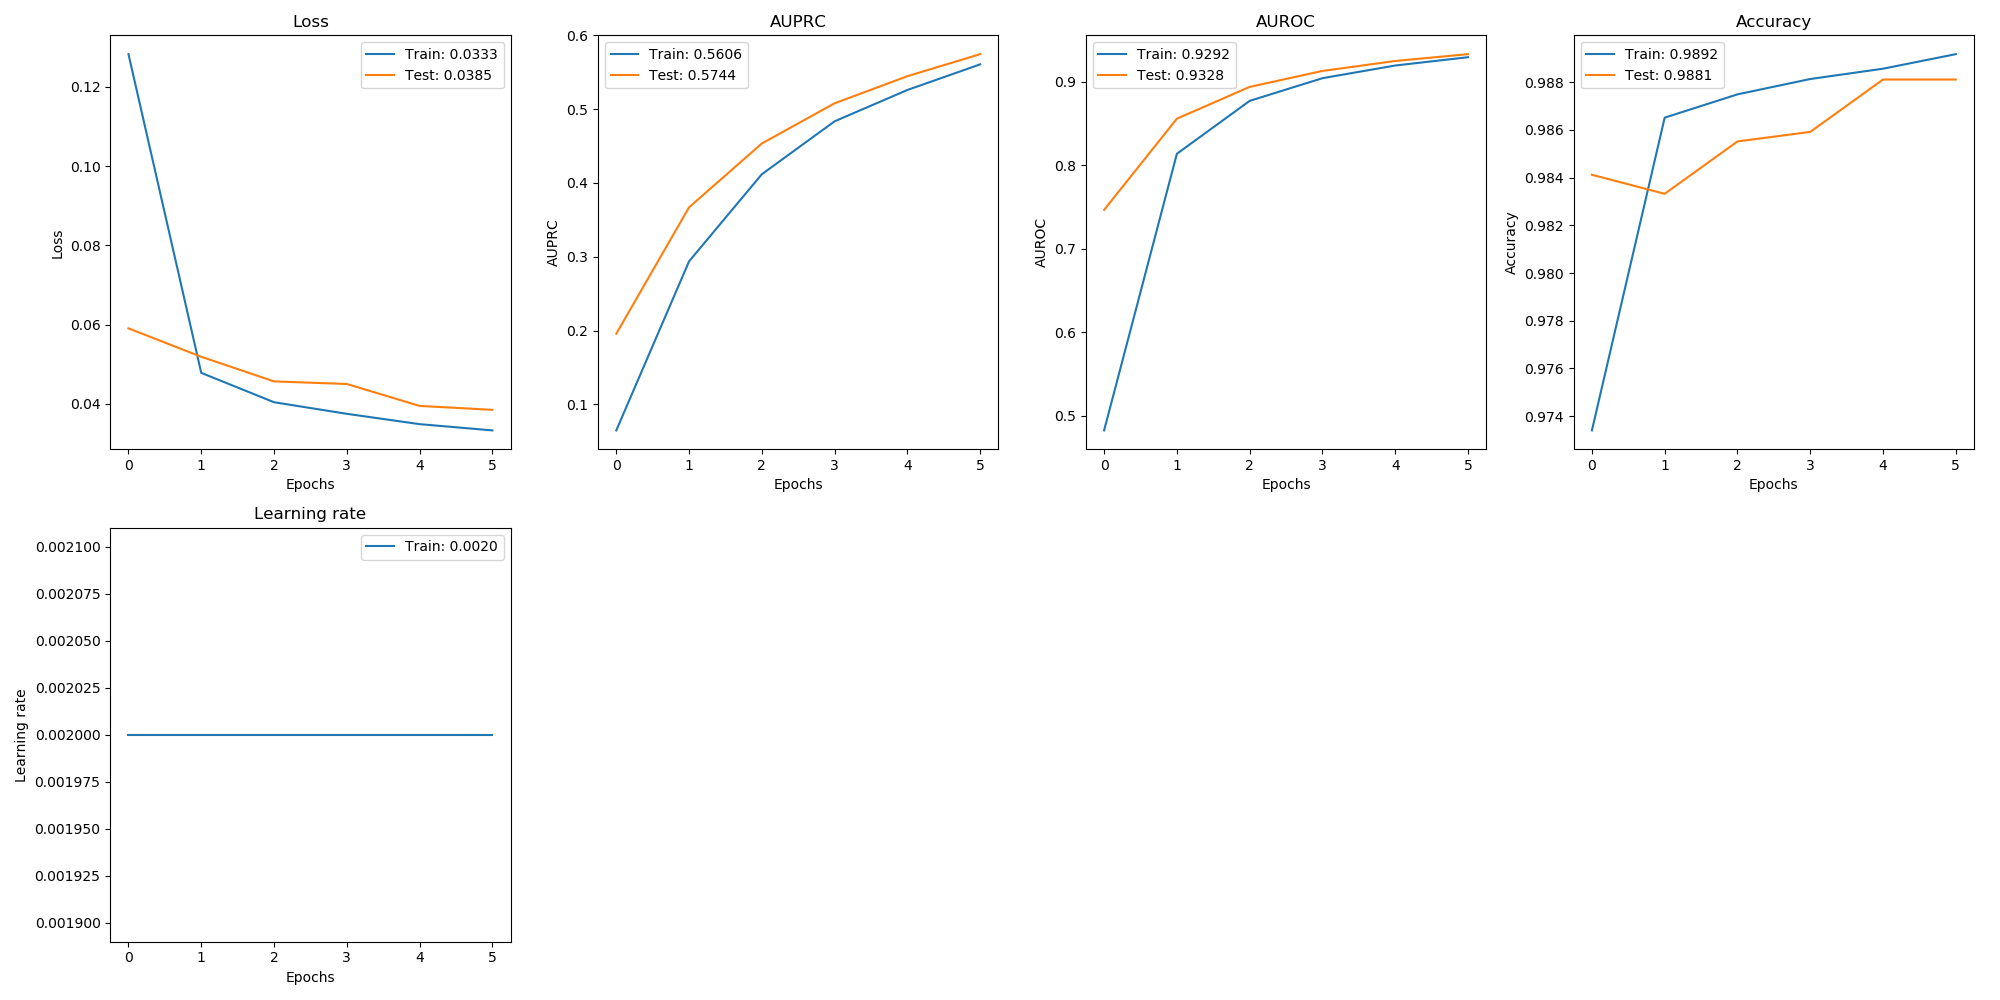 Loss
Train: 0.0333
Test: 0.0385
0.12
0.10
0.08
0.06
0.04
Loss
0 1 2 3 4 5
Epochs
AUPRC
Train: 0.5606
Test: 0.5744
0.6
0.5
0.4
0.3
0.2
0.1
AUPRC
0 1 2 3 4 5
Epochs
AUROC
Train: 0.9292
Test: 0.9328
0.9
0.8
0.7
0.6
0.5
AUROC
0 1 2 3 4 5
Epochs
Accuracy
Train: 0.9892
Test: 0.9881
0.988
0.986
0.984
0.982
0.980
0.978
0.976
0.974
Accuracy
0 1 2 3 4 5
Epochs
Learning rate
Train: 0.0020
0.002100
0.002075
0.002050
0.002025
0.002000
0.001975
0.001950
0.001925
0.001900
Learning rate
0 1 2 3 4 5
Epochs